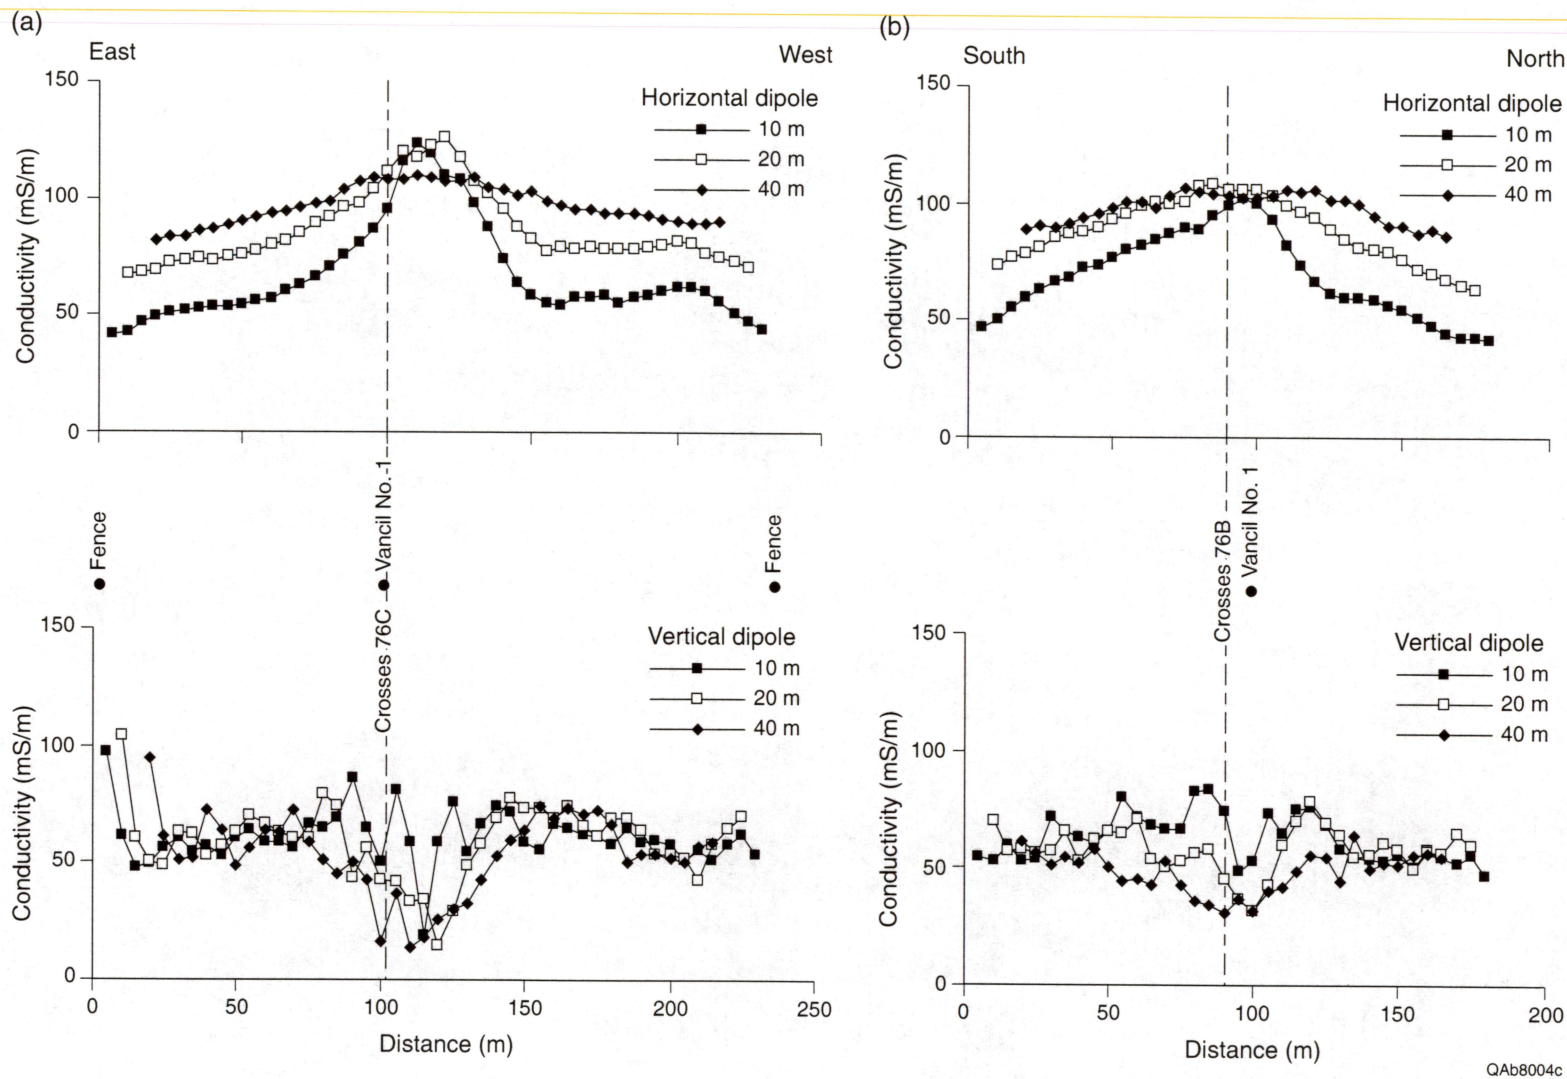 (a)
East
West
150
100
50
0
Conductivity (mS/m)
Horizontal dipole
10 m
20 m
40 m
Fence
Crosses 76C
Vancil No. 1
Fence
150
100
50
0
Conductivity (mS/m)
Vertical dipole
10 m
20 m
40 m
0
50
100
150
200
250
Distance (m)
(b)
South
North
150
100
50
0
Conductivity (mS/m)
Horizontal dipole
10 m
20 m
40 m
Crosses 76B
Vancil No. 1
150
100
50
0
Conductivity (mS/m)
Vertical dipole
10 m
20 m
40 m
0
50
100
150
200
Distance (m)
QAb8004c